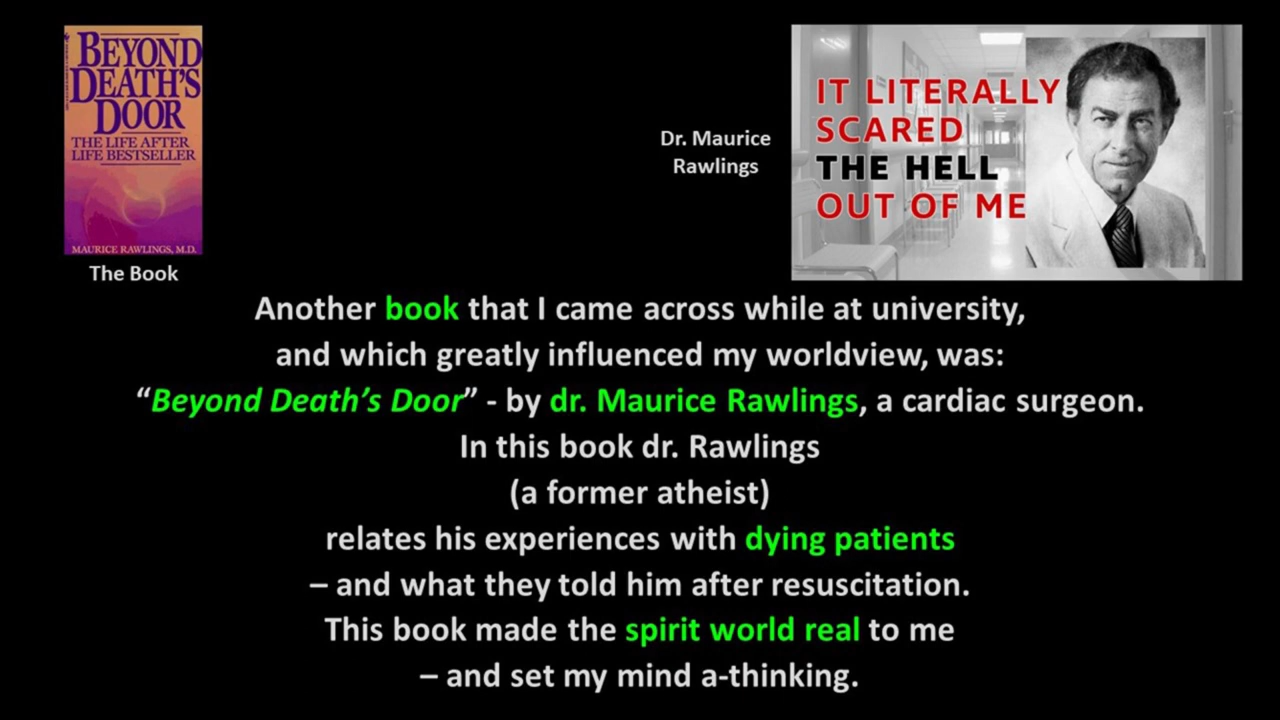 BEYOND
DEATH'S
DOOR
THE LIFE AFTER
LIFE BESTSELLER
MAURICE RAWLINGS, M.D.
The Book
Dr. Maurice
Rawlings
IT LITERALLY
SCARED
THE HELL
OUT OF ME
Another book that I came across while at university,
and which greatly influenced my worldview, was:
“Beyond Death’s Door” - by dr. Maurice Rawlings, a cardiac surgeon.
In this book dr. Rawlings
(a former atheist)
relates his experiences with dying patients
– and what they told him after resuscitation.
This book made the spirit world real to me
– and set my mind a-thinking.